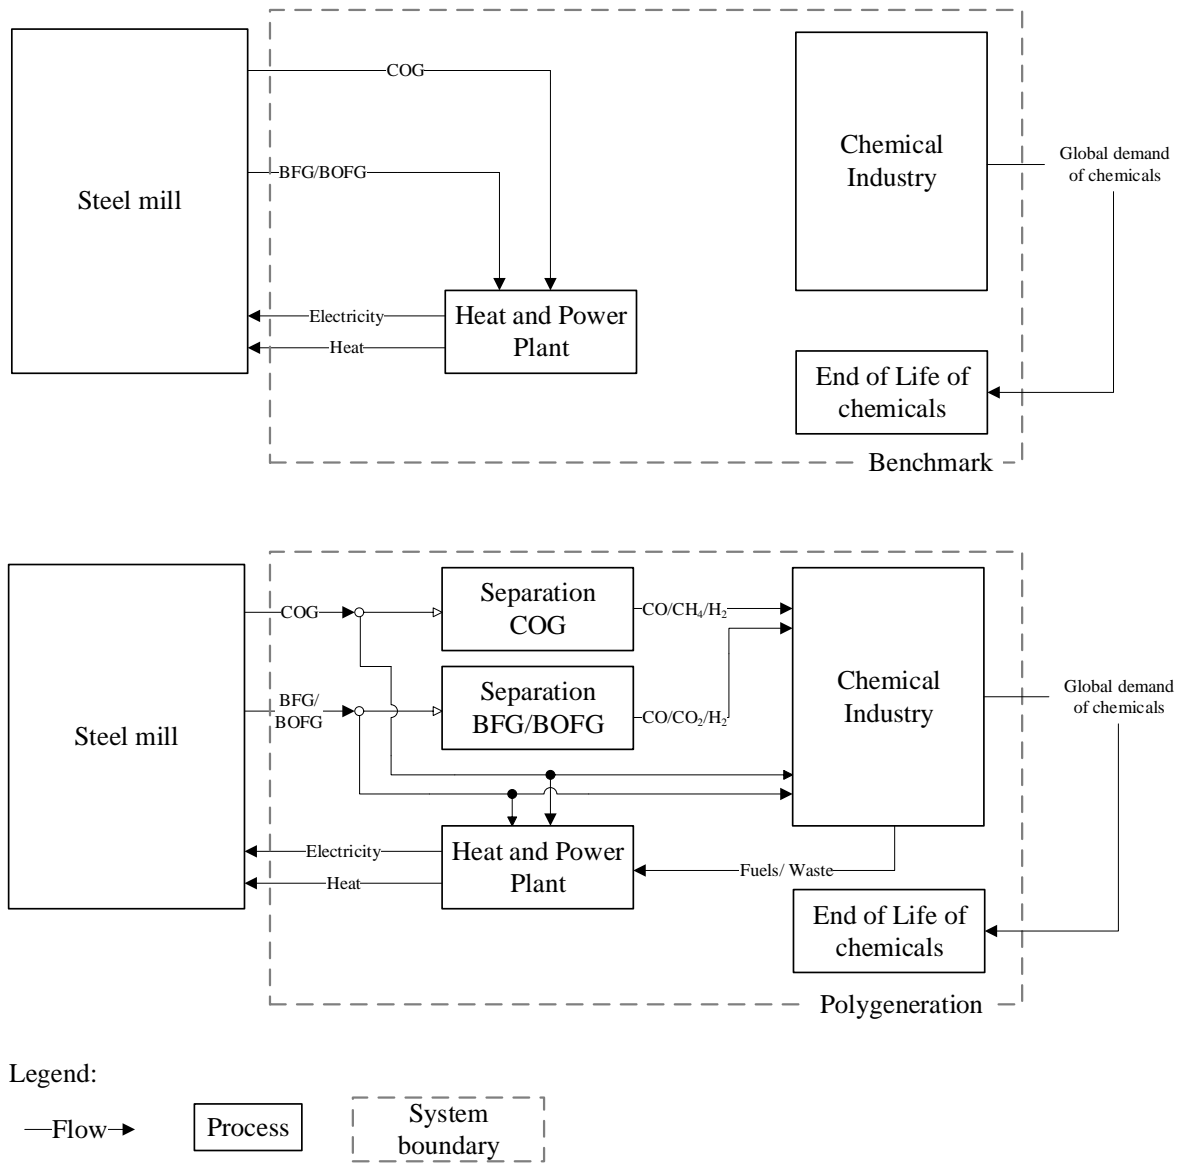 COG
BFG/BOFG
Steel mill
Electricity
Heat
Heat and Power
Plant
Chemical
Industry
Global demand
of chemicals
End of Life of
chemicals
Benchmark
Steel mill
COG
BFG/
BOFG
Separation
COG
CO/CH₄/H₂
Separation
BFG/BOFG
CO/CO₂/H₂
Chemical
Industry
Global demand
of chemicals
Electricity
Heat
Heat and Power
Plant
Fuels/ Waste
End of Life of
chemicals
Polygeneration
Legend:
Flow
Process
System
boundary